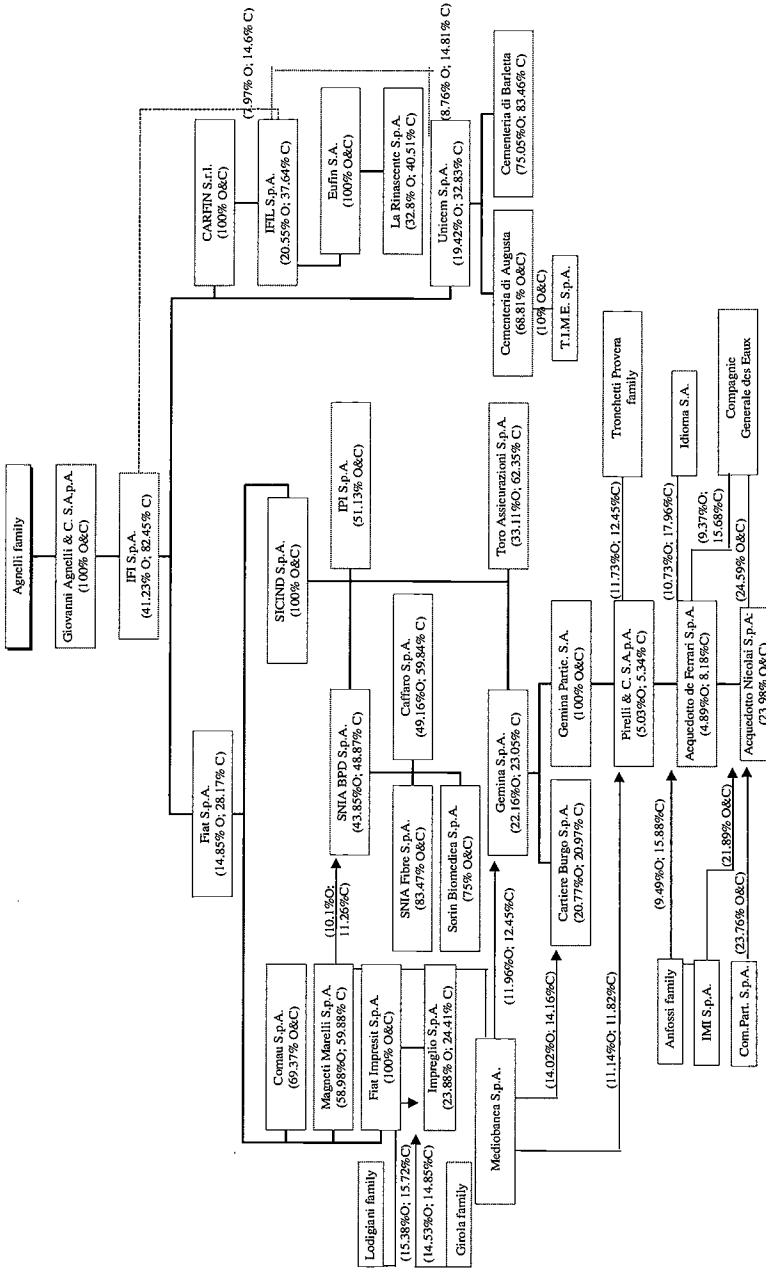 Agnelli family
Giovanni Agnelli & C. S.A.p.A.
(100% O&C)
IFI S.p.A.
(41.23% O; 82.45% C)
Fiat S.p.A.
(14.85% O; 28.17% C)
CARFIN S.r.l.
(100% O&C)
(7.97% O; 14.6% C)
IFIL S.p.A.
(20.55% O; 37.64% C)
Eufin S.A.
(100% O&C)
La Rinascente S.p.A.
(32.8% O; 40.51% C)
(8.76% O; 14.81% C)
Unicem S.p.A.
(19.42% O; 32.83% C)
Cementeria di Augusta
(68.81% O&C)
Cementeria di Barletta
(75.05%O; 83.46% C)
(10% O&C)
T.I.M.E. S.p.A.
SICIND S.p.A.
(100% O&C)
Comau S.p.A.
(69.37% O&C)
Magneti Marelli S.p.A.
(58.98%O; 59.88% C)
Fiat Impresit S.p.A.
(100% O&C)
Impreglio S.p.A.
(23.88% O; 24.41% C)
Lodigiani family
(15.38% O; 15.72% C)
(14.53% O; 14.85% C)
Girola family
(10.1%O;
11.26%C)
SNIA BPD S.p.A.
(43.85%O; 48.87% C)
IPI S.p.A.
(51.13% O&C)
Caffaro S.p.A.
(49.16%O; 59.84% C)
SNIA Fibre S.p.A.
(83.47% O&C)
Sorin Biomedica S.p.A.
(75% O&C)
Mediobanca S.p.A.
(11.96%O; 12.45%C)
Gemina S.p.A.
(22.16%O; 23.05% C)
Toro Assicurazioni S.p.A.
(33.11%O; 62.35% C)
(14.02%O; 14.16%C)
Cartiere Burgo S.p.A.
(20.77%O; 20.97% C)
Gemina Partic. S.A.
(100% O&C)
(11.14%O; 11.82%C)
Pirelli & C. S.A.p.A.
(5.03%O; 5.34% C)
(11.73%O; 12.45%C)
Tronchetti Provera
family
Anfossi family
(9.49%O; 15.88%C)
Acquedotto de Ferrari S.p.A.
(4.89%O; 8.18%C)
(10.73%O; 17.96%C)
Idioma S.A.
IMI S.p.A.
(21.89% O&C)
(9.37%O;
15.68%C)
Compagnie
Generale des Eaux
Com.Part. S.p.A.
(23.76% O&C)
Acquedotto Nicolai S.p.A:
(23.98% O&C)
(24.59% O&C)